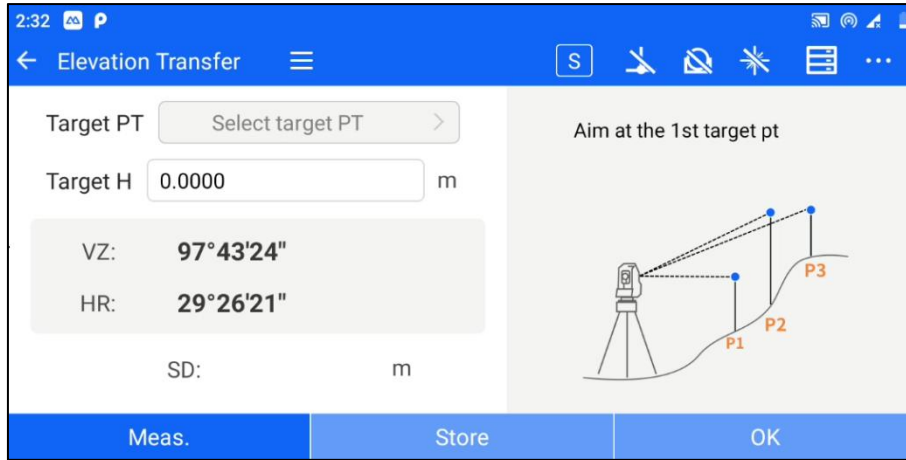 2:32
Elevation Transfer
S
Target PT Select target PT
Target H 0.0000 m
VZ: 97°43'24"
HR: 29°26'21"
SD: m
Aim at the 1st target pt
P3
P2
P1
Meas. Store OK